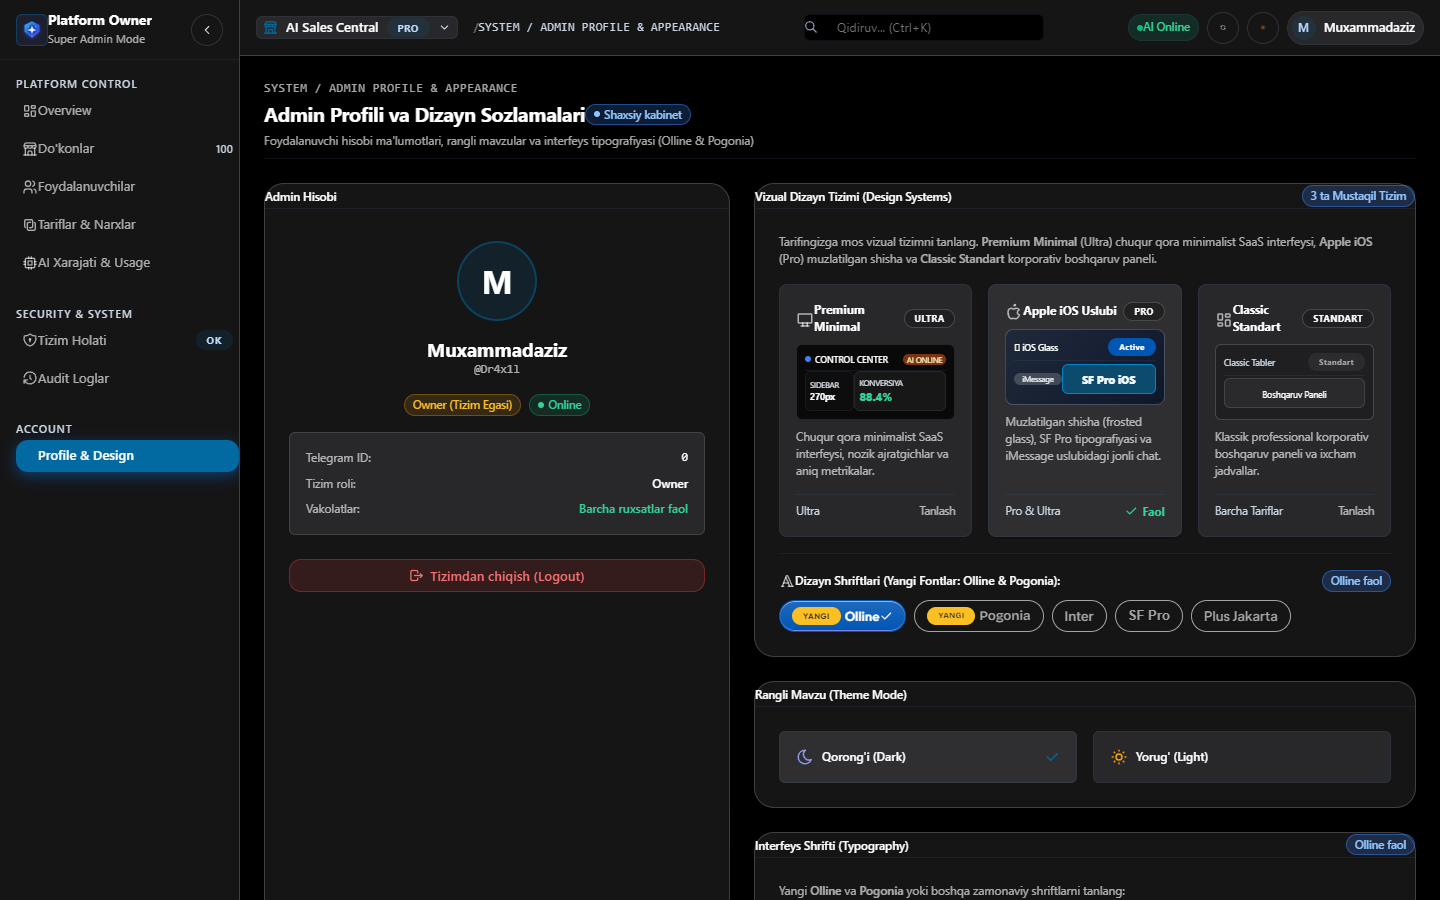 Platform Owner
Super Admin Mode
PLATFORM CONTROL
Overview
Do'konlar 100
Foydalanuvchilar
Tariflar & Narxlar
AI Xarajati & Usage
SECURITY & SYSTEM
Tizim Holati OK
Audit Loglar
ACCOUNT
Profile & Design
AI Sales Central PRO
/SYSTEM / ADMIN PROFILE & APPEARANCE
Qidiruv... (Ctrl+K)
AI Online
M Muxammadaziz
SYSTEM / ADMIN PROFILE & APPEARANCE
Admin Profili va Dizayn Sozlamalari Shaxsiy kabinet
Foydalanuvchi hisobi ma'lumotlari, rangli mavzular va interfeys tipografiyasi (Olline & Pogonia)
Admin Hisobi
M
Muxammadaziz
@Dr4x1l
Owner (Tizim Egasi) Online
Telegram ID: 0
Tizim roli: Owner
Vakolatlar: Barcha ruxsatlar faol
Tizimdan chiqish (Logout)
Vizual Dizayn Tizimi (Design Systems) 3 ta Mustaqil Tizim
Tarifingizga mos vizual tizimni tanlang. Premium Minimal (Ultra) chuqur qora minimalist SaaS interfeysi, Apple iOS
(Pro) muzlatilgan shisha va Classic Standart korporativ boshqaruv paneli.
Premium
Minimal
ULTRA
CONTROL CENTER AI ONLINE
SIDEBAR
270px
KONVERSIYA
88.4%
Chuqur qora minimalist SaaS
interfeysi, nozik ajratgichlar va
aniq metrikalar.
Ultra Tanlash
Apple iOS Uslubi PRO
iOS Glass Active
iMessage SF Pro iOS
Muzlatilgan shisha (frosted
glass), SF Pro tipografiyasi va
iMessage uslubidagi jonli chat.
Pro & Ultra Faol
Classic
Standart
STANDART
Classic Tabler Standart
Boshqaruv Paneli
Klassik professional korporativ
boshqaruv paneli va ixcham
jadvallar.
Barcha Tariflar Tanlash
Dizayn Shriftlari (Yangi Fontlar: Olline & Pogonia): Olline faol
YANGI Olline YANGI Pogonia Inter SF Pro Plus Jakarta
Rangli Mavzu (Theme Mode)
Qorong'i (Dark) Yorug' (Light)
Interfeys Shrifti (Typography) Olline faol
Yangi Olline va Pogonia yoki boshqa zamonaviy shriftlarni tanlang: